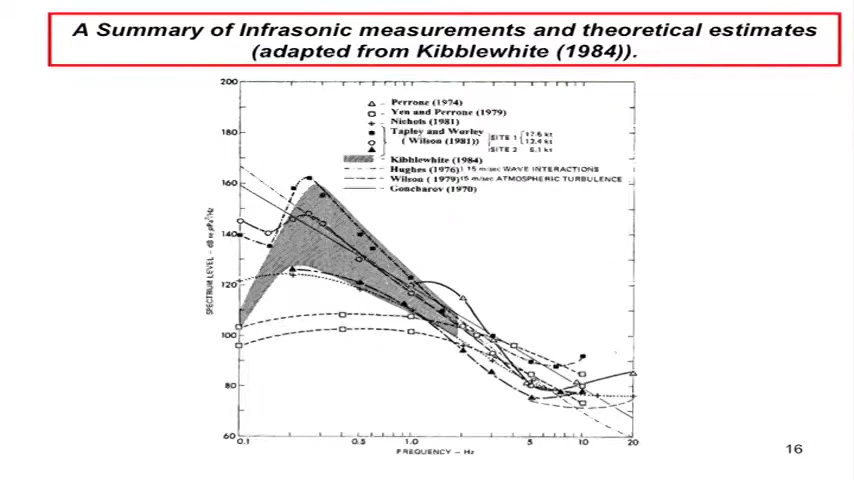 A Summary of Infrasonic measurements and theoretical estimates
(adapted from Kibblewhite (1984)).
200
180
160
140
120
100
80
60
SPECTRUM LEVEL - dB re µPa²/Hz
Perrone (1974)
Yen and Perrone (1979)
Nichols (1981)
Tapley and Worley
(Wilson (1981))
SITE 1 17.6 kt
12.4 kt
SITE 2 6.1 kt
Kibblewhite (1984)
Hughes (1976) 15 m/sec WAVE INTERACTIONS
Wilson (1979) 15 m/sec ATMOSPHERIC TURBULENCE
Goncharov (1970)
0.1 0.5 1.0 5 10 20
FREQUENCY - Hz
16